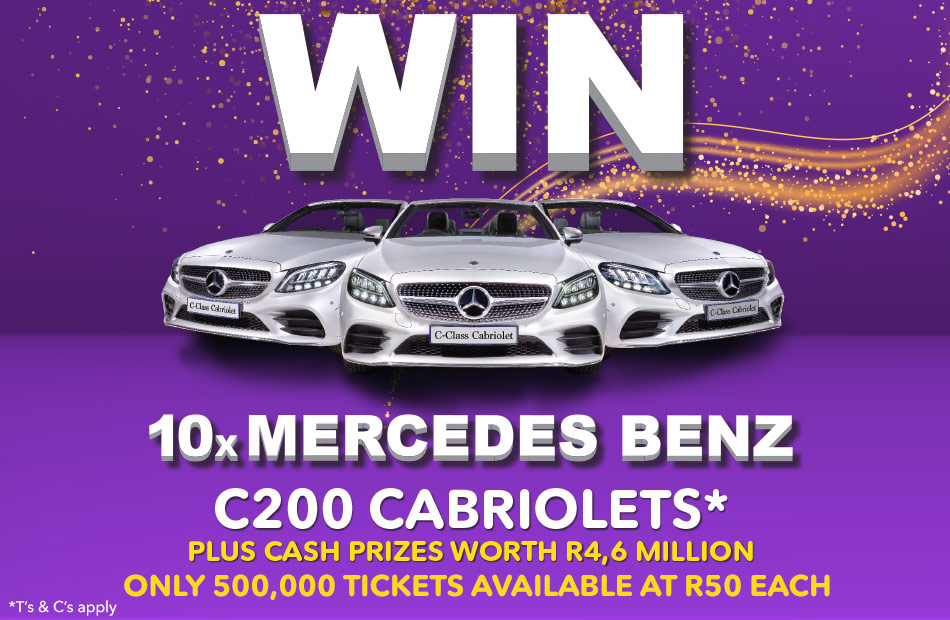 WIN
C-Class Cabriolet
C-Class Cabriolet
C-Class Cabriolet
10x MERCEDES BENZ
C200 CABRIOLETS*
PLUS CASH PRIZES WORTH R4,6 MILLION
ONLY 500,000 TICKETS AVAILABLE AT R50 EACH
*T's & C's apply